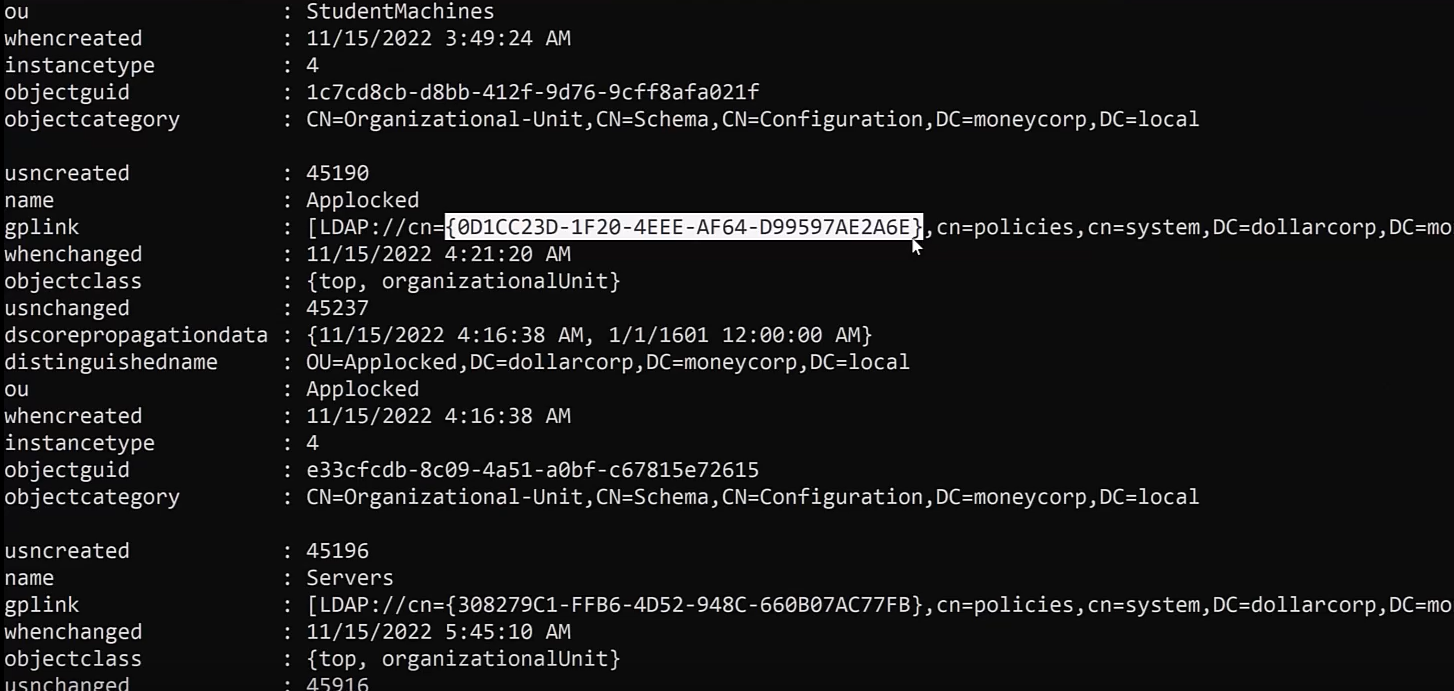 ou                     : StudentMachines
whencreated            : 11/15/2022 3:49:24 AM
instancetype           : 4
objectguid             : 1c7cd8cb-d8bb-412f-9d76-9cff8afa021f
objectcategory         : CN=Organizational-Unit,CN=Schema,CN=Configuration,DC=moneycorp,DC=local

usncreated             : 45190
name                   : Applocked
gplink                 : [LDAP://cn={0D1CC23D-1F20-4EEE-AF64-D99597AE2A6E},cn=policies,cn=system,DC=dollarcorp,DC=mo
whenchanged            : 11/15/2022 4:21:20 AM
objectclass            : {top, organizationalUnit}
usnchanged             : 45237
dscorepropagationdata : {11/15/2022 4:16:38 AM, 1/1/1601 12:00:00 AM}
distinguishedname      : OU=Applocked,DC=dollarcorp,DC=moneycorp,DC=local
ou                     : Applocked
whencreated            : 11/15/2022 4:16:38 AM
instancetype           : 4
objectguid             : e33cfcdb-8c09-4a51-a0bf-c67815e72615
objectcategory         : CN=Organizational-Unit,CN=Schema,CN=Configuration,DC=moneycorp,DC=local

usncreated             : 45196
name                   : Servers
gplink                 : [LDAP://cn={308279C1-FFB6-4D52-948C-660B07AC77FB},cn=policies,cn=system,DC=dollarcorp,DC=mo
whenchanged            : 11/15/2022 5:45:10 AM
objectclass            : {top, organizationalUnit}
usnchanged             : 45916